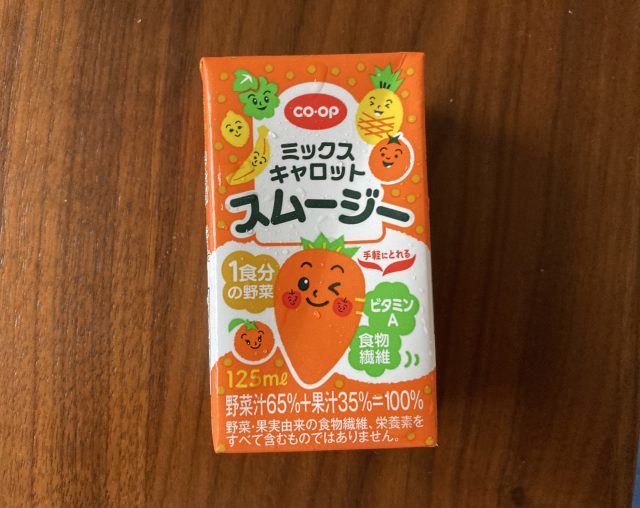 CO·OP
ミックス
キャロット
スムージー
手軽にとれる
1食分
の野菜
ビタミン
A
食物
繊維
125ml
野菜汁65%+果汁35%=100%
野菜・果実由来の食物繊維、栄養素を
すべて含むものではありません。